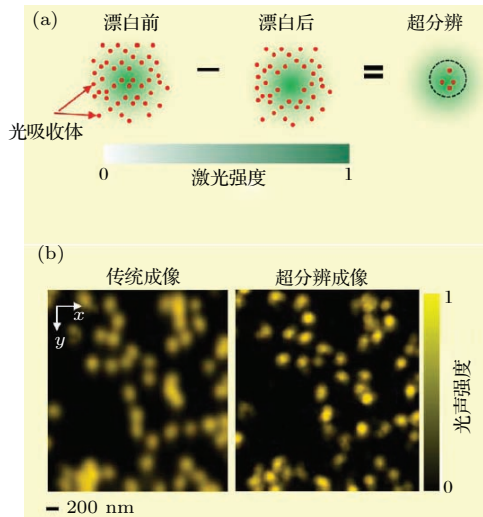 (a)
漂白前
漂白后
超分辨
光吸收体
0
激光强度
1
(b)
传统成像
超分辨成像
x
y
1
光声强度
0
200 nm